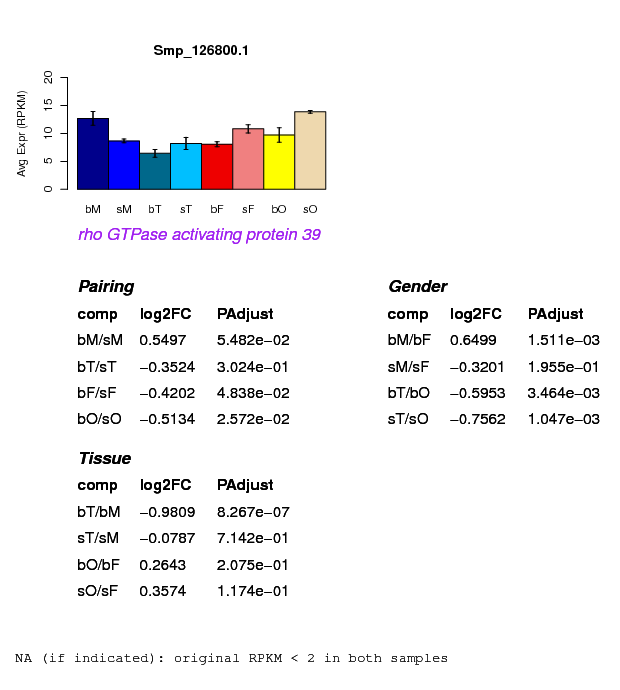 Smp_126800.1
20
15
10
5
0
Avg Expr (RPKM)
bM sM bT sT bF sF bO sO
rho GTPase activating protein 39
Pairing
comp log2FC PAdjust
bM/sM 0.5497 5.482e−02
bT/sT −0.3524 3.024e−01
bF/sF −0.4202 4.838e−02
bO/sO −0.5134 2.572e−02
Gender
comp log2FC PAdjust
bM/bF 0.6499 1.511e−03
sM/sF −0.3201 1.955e−01
bT/bO −0.5953 3.464e−03
sT/sO −0.7562 1.047e−03
Tissue
comp log2FC PAdjust
bT/bM −0.9809 8.267e−07
sT/sM −0.0787 7.142e−01
bO/bF 0.2643 2.075e−01
sO/sF 0.3574 1.174e−01
NA (if indicated): original RPKM < 2 in both samples